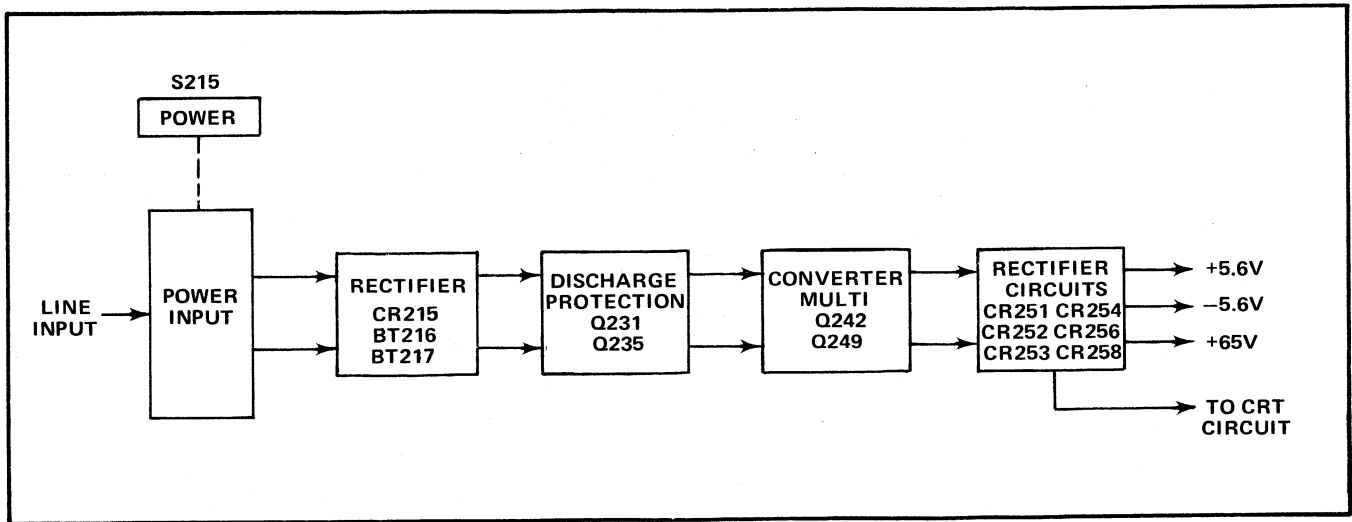 S215
POWER
LINE
INPUT
POWER
INPUT
RECTIFIER
CR215
BT216
BT217
DISCHARGE
PROTECTION
Q231
Q235
CONVERTER
MULTI
Q242
Q249
RECTIFIER
CIRCUITS
CR251 CR254
CR252 CR256
CR253 CR258
+5.6V
−5.6V
+65V
TO CRT
CIRCUIT